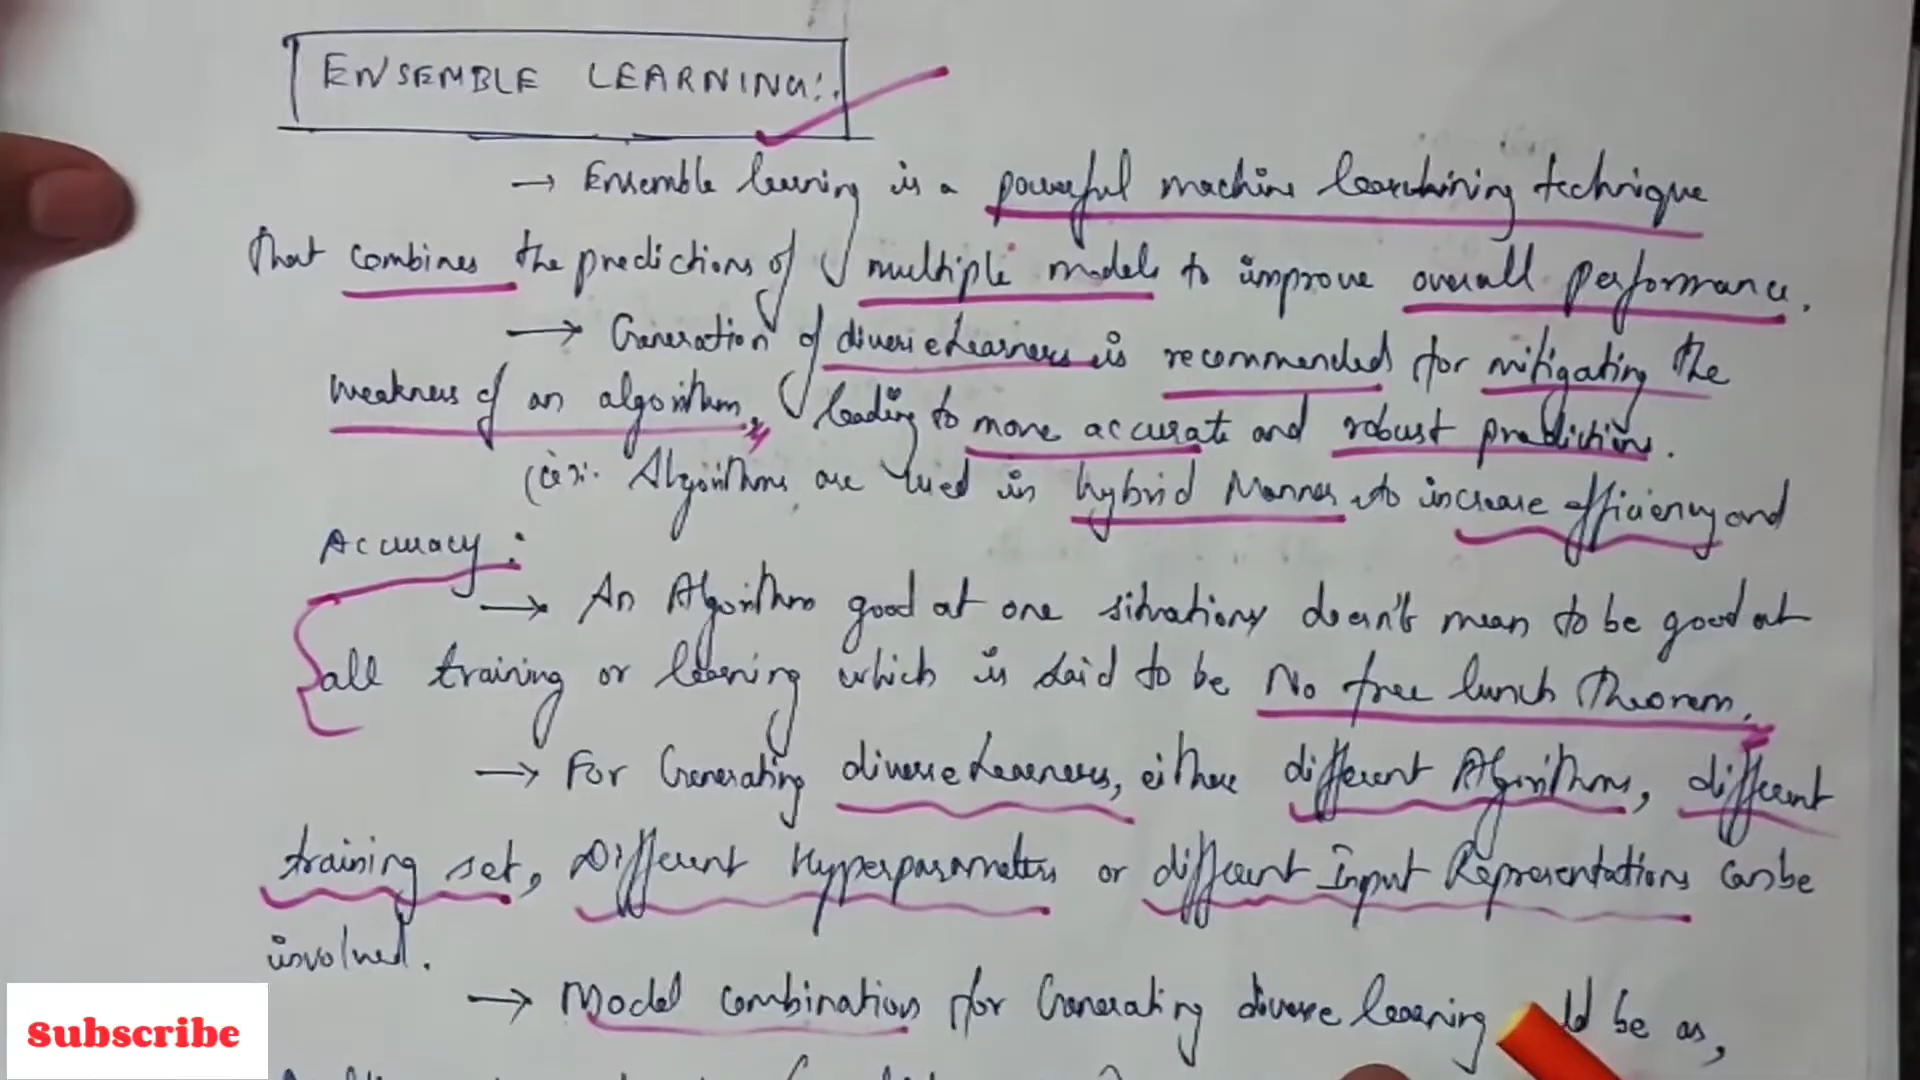 ENSEMBLE LEARNING:.
→ Ensemble learning is a powerful machine learning technique
that combines the predictions of multiple models to improve overall performance.
→ Generation of diverse Learners is recommended for mitigating the
weakness of an algorithm, leading to more accurate and robust predictions.
Algorithms are used in hybrid Manner to increase efficiency and
Accuracy:
→ An Algorithm good at one situations doesn't mean to be good at
all training or learning which is said to be No free lunch theorem.
→ For Generating diverse Learners, either different Algorithms, different
training set, Different Hyperparameters or different Input Representations can be
involved.
→ Model combination for Generating diverse learning be as,
Subscribe